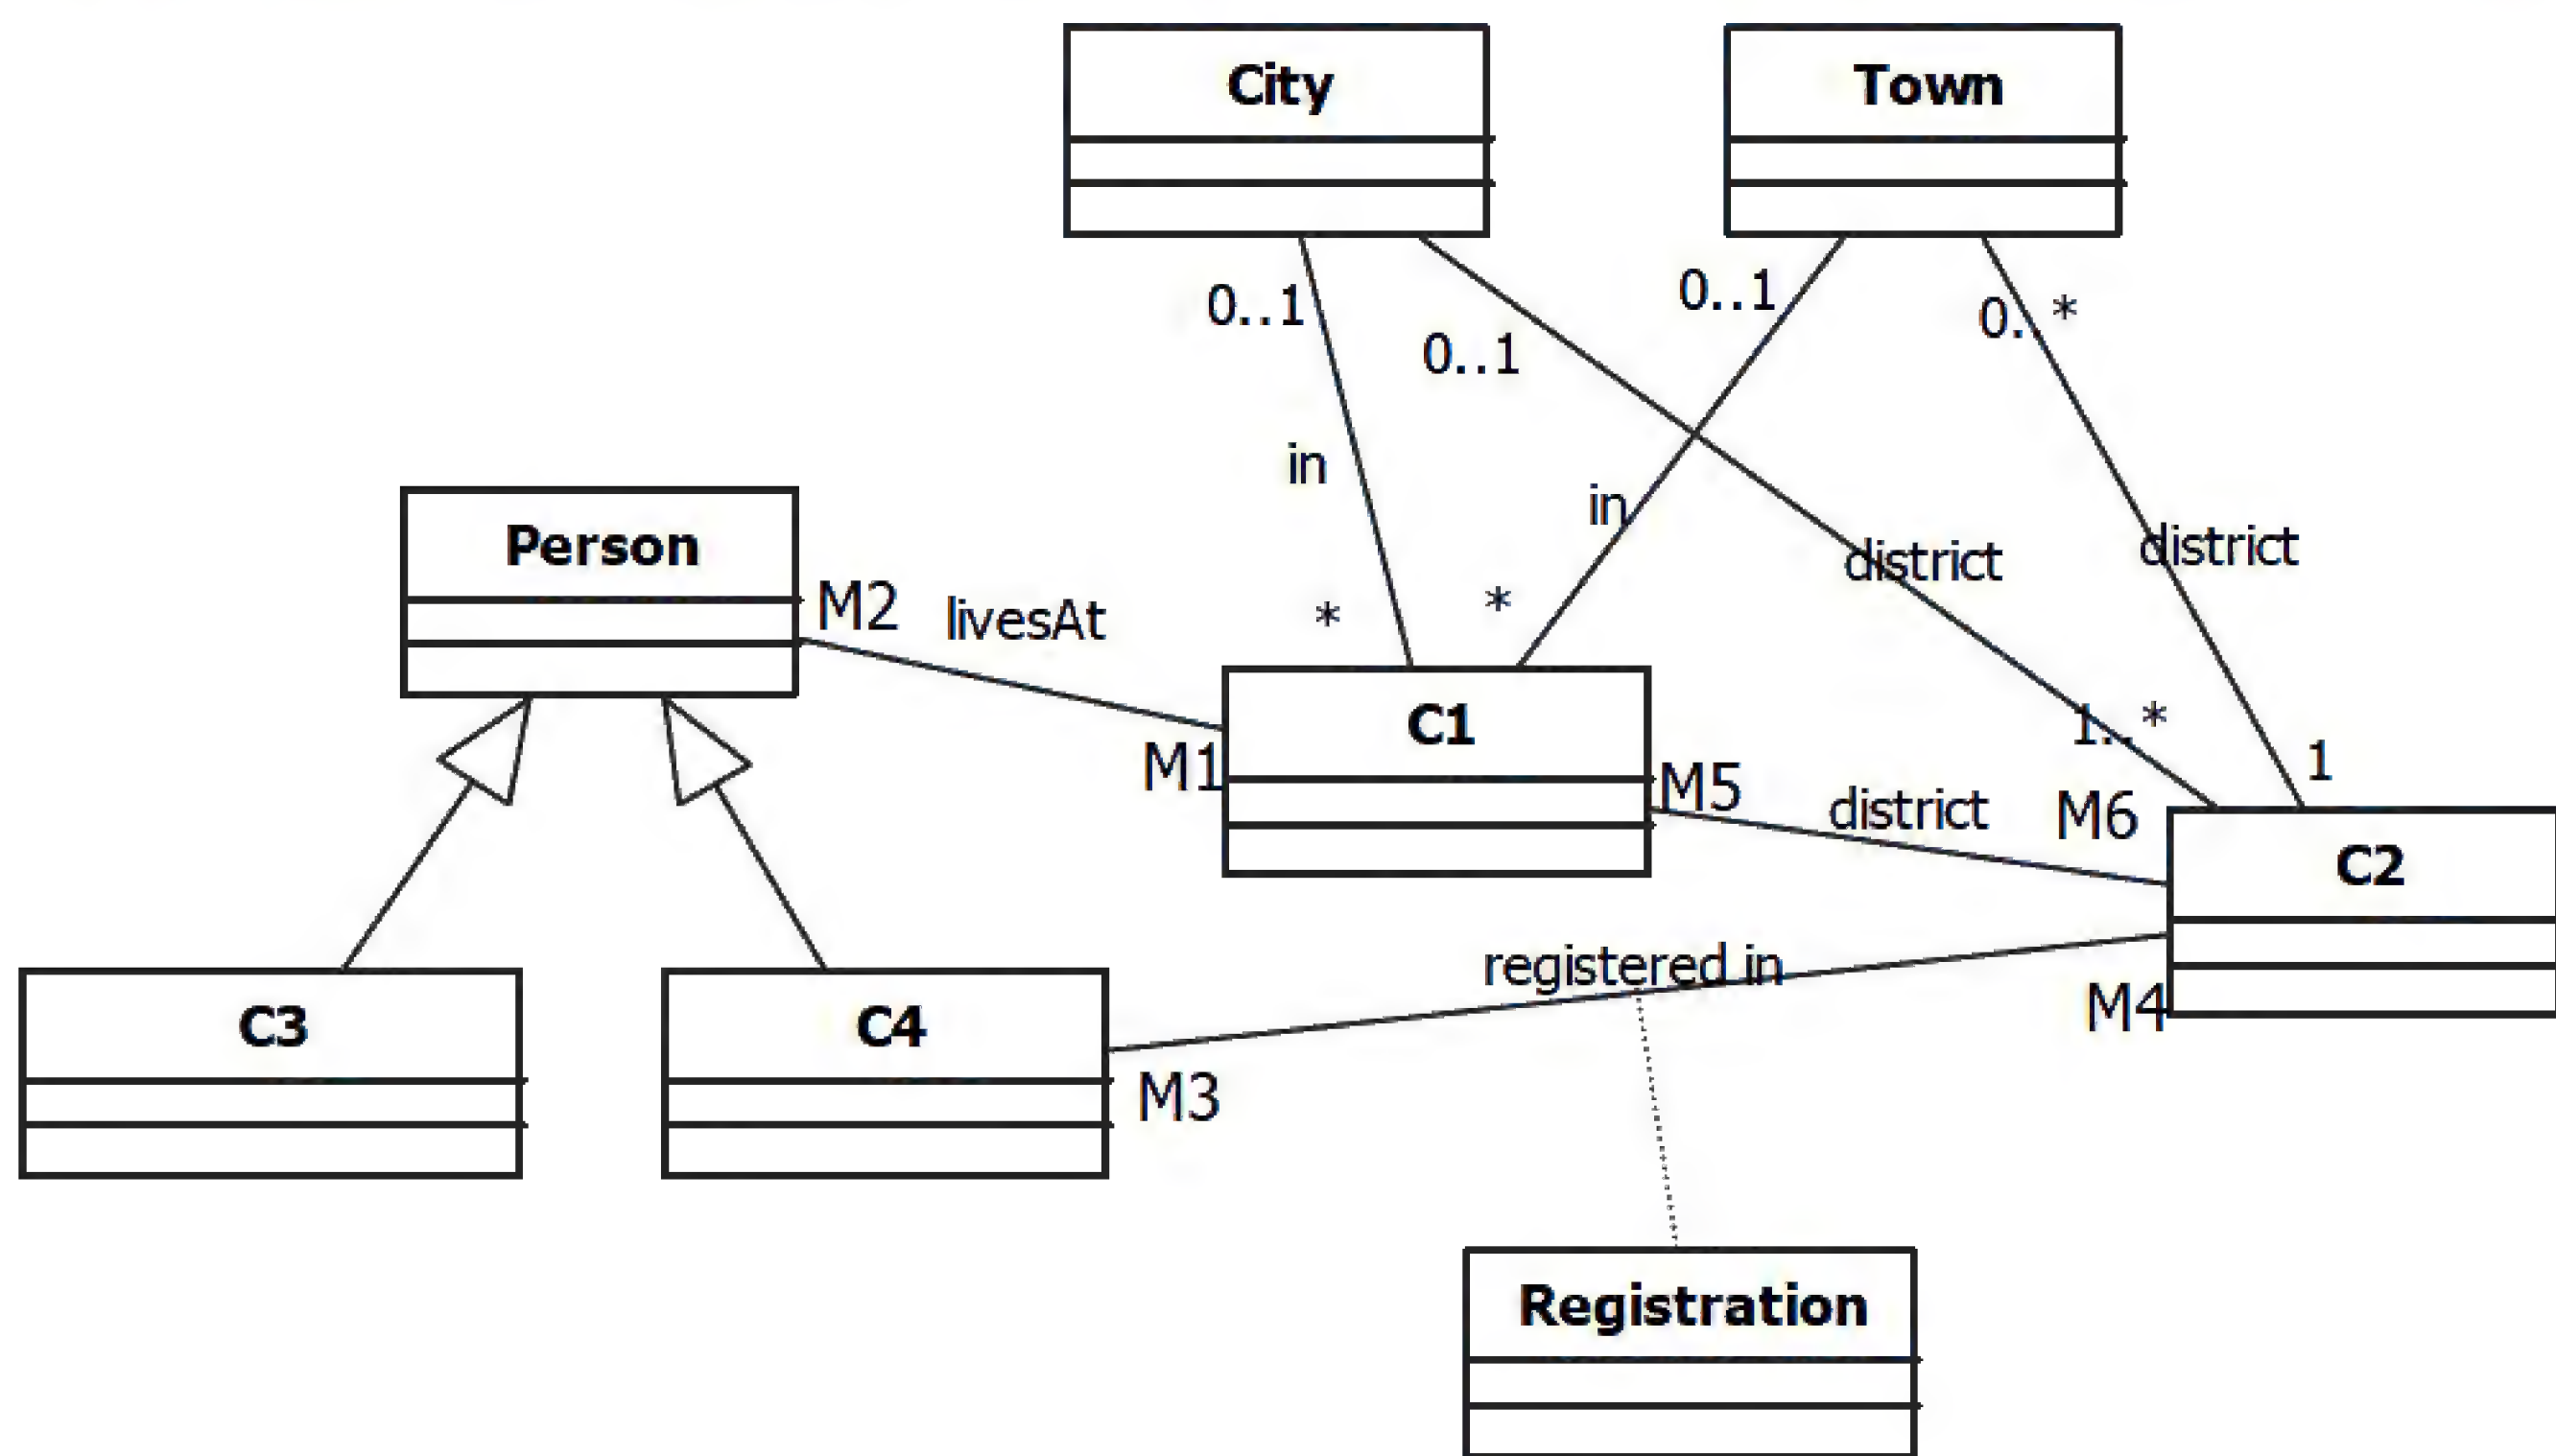 City
Town
0..1
0..1
0..1
0..*
in
in
district
district
Person
M2
livesAt
*
*
M1
C1
1..*
1
M5
district
M6
C2
registered in
M4
C3
C4
M3
Registration